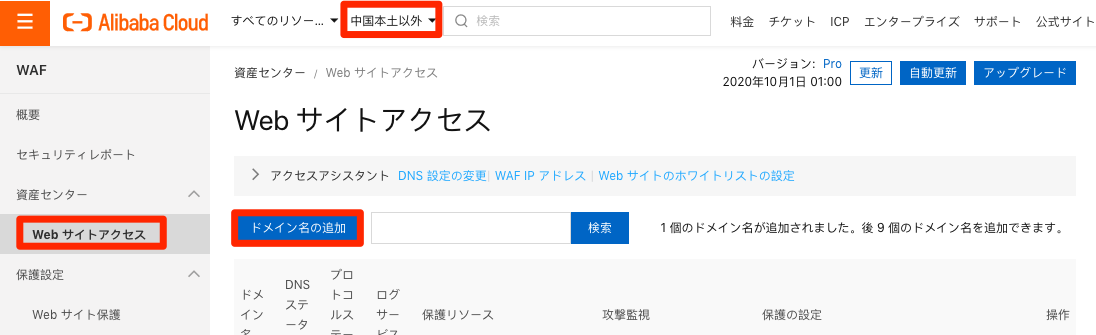 Alibaba Cloud すべてのリソー... 中国本土以外 検索 料金 チケット ICP エンタープライズ サポート 公式サイト
WAF
概要
セキュリティレポート
資産センター
Web サイトアクセス
保護設定
Web サイト保護
資産センター / Web サイトアクセス
バージョン: Pro
2020年10月1日 01:00
更新 自動更新 アップグレード
Web サイトアクセス
アクセスアシスタント DNS 設定の変更 | WAF IP アドレス | Web サイトのホワイトリストの設定
ドメイン名の追加 検索 1 個のドメイン名が追加されました。後 9 個のドメイン名を追加できます。
ドメ
イン
名
DNS
ステ
ータ
プロ
トコ
ルス
テー
ログ
サー
ビス
保護リソース
攻撃監視
保護の設定
操作